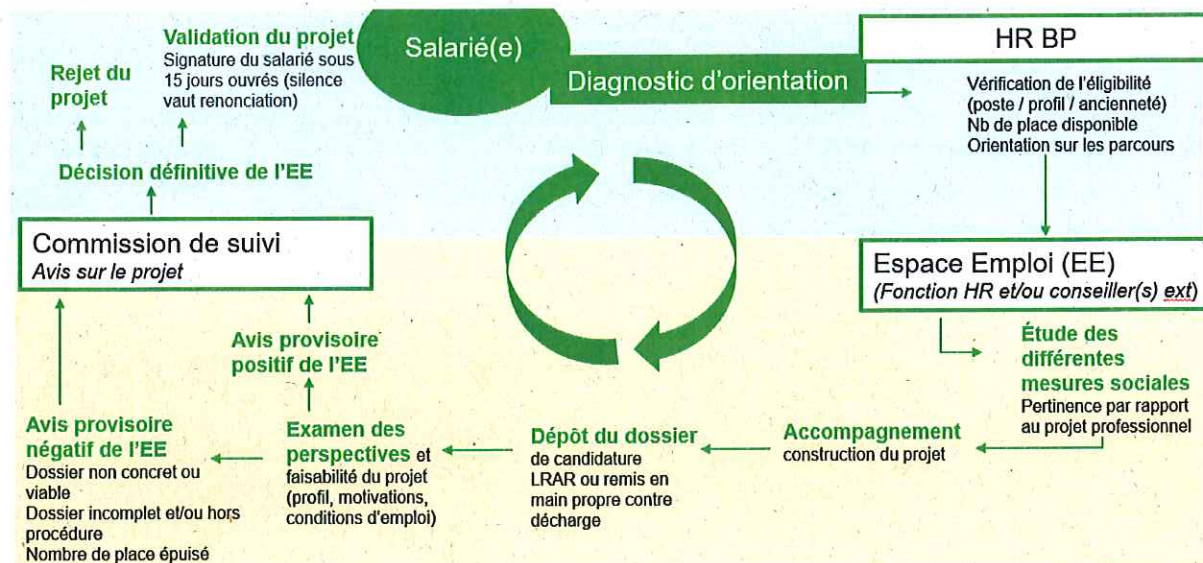 Salarié(e)
Diagnostic d'orientation
HR BP
Vérification de l'éligibilité
(poste / profil / ancienneté)
Nb de place disponible
Orientation sur les parcours
Espace Emploi (EE)
(Fonction HR et/ou conseiller(s) ext)
Étude des
différentes
mesures sociales
Pertinence par rapport
au projet professionnel
Accompagnement
construction du projet
Dépôt du dossier
de candidature
LRAR ou remis en
main propre contre
décharge
Examen des
perspectives et
faisabilité du projet
(profil, motivations,
conditions d'emploi)
Avis provisoire
positif de l'EE
Avis provisoire
négatif de l'EE
Dossier non concret ou
viable
Dossier incomplet et/ou hors
procédure
Nombre de place épuisé
Commission de suivi
Avis sur le projet
Décision définitive de l'EE
Rejet du
projet
Validation du projet
Signature du salarié sous
15 jours ouvrés (silence
vaut renonciation)